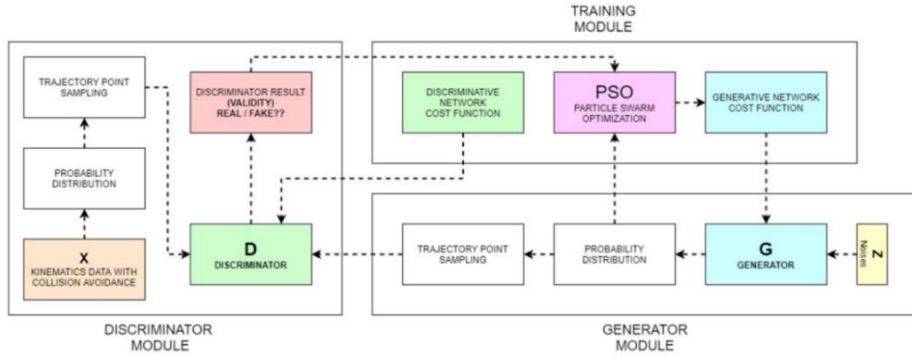 TRAINING
MODULE
TRAJECTORY POINT
SAMPLING
DISCRIMINATOR RESULT
(VALIDITY)
REAL / FAKE??
DISCRIMINATIVE
NETWORK
COST FUNCTION
PSO
PARTICLE SWARM
OPTIMIZATION
GENERATIVE NETWORK
COST FUNCTION
PROBABILITY
DISTRIBUTION
X
KINEMATICS DATA WITH
COLLISION AVOIDANCE
D
DISCRIMINATOR
TRAJECTORY POINT
SAMPLING
PROBABILITY
DISTRIBUTION
G
GENERATOR
Z
Noises
DISCRIMINATOR
MODULE
GENERATOR
MODULE